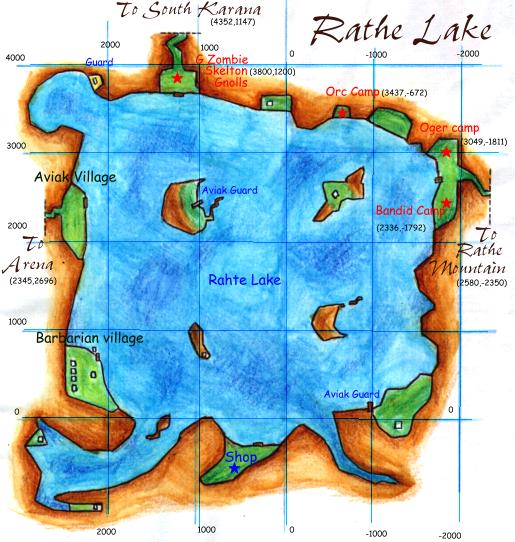 To South Karana
(4352,1147)
Rathe Lake
2000
1000
0
-1000
-2000
4000
Guard
G Zombie
Skelton
Gnolls
(3800,1200)
Orc Camp
(3437,-672)
Oger camp
(3049,-1811)
3000
Aviak Village
Aviak Guard
Bandid Camp
(2336,-1792)
2000
To
Arena
(2345,2696)
To
Rathe
Mountain
(2580,-2350)
Rahte Lake
1000
Barbarian village
Aviak Guard
0
0
Shop
2000
1000
0
-1000
-2000